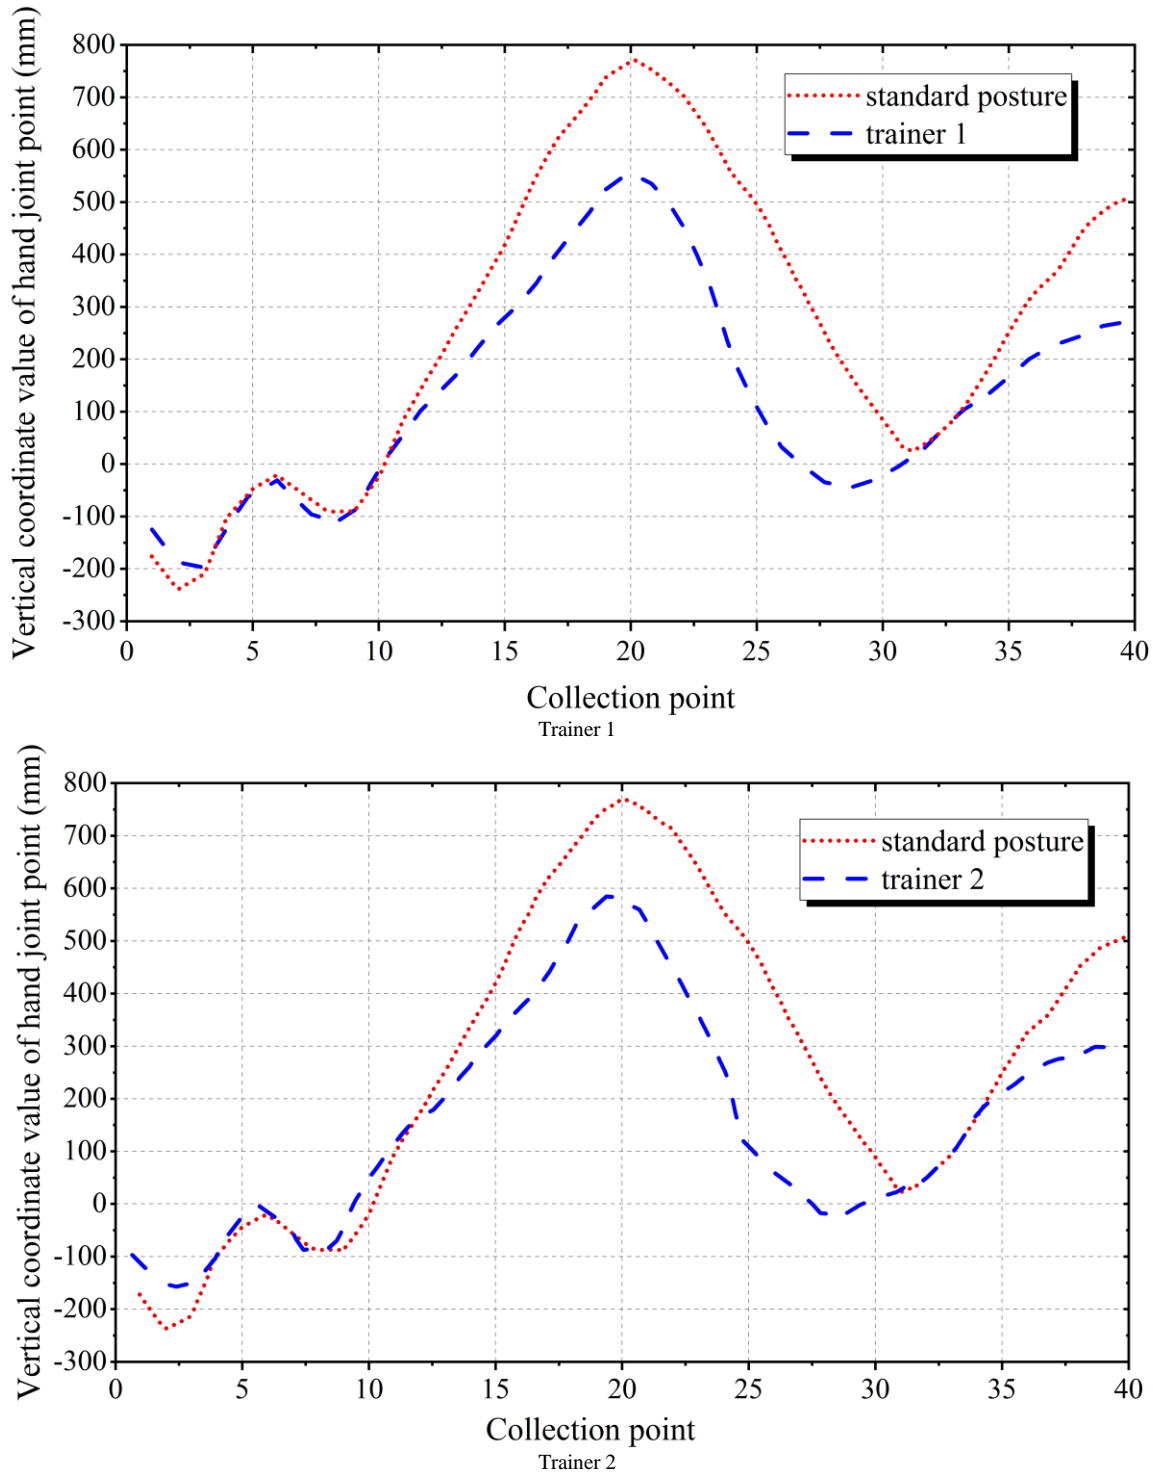 Vertical coordinate value of hand joint point (mm)
800
700
600
500
400
300
200
100
0
-100
-200
-300
standard posture
trainer 1
0 5 10 15 20 25 30 35 40
Collection point
Trainer 1
Vertical coordinate value of hand joint point (mm)
800
700
600
500
400
300
200
100
0
-100
-200
-300
standard posture
trainer 2
0 5 10 15 20 25 30 35 40
Collection point
Trainer 2